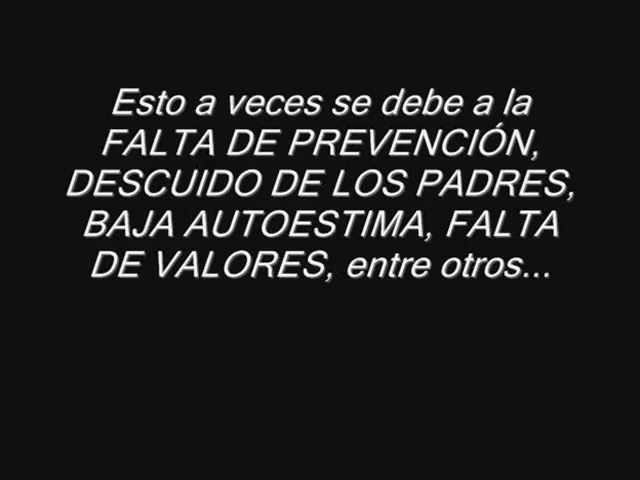 Esto a veces se debe a la
FALTA DE PREVENCIÓN,
DESCUIDO DE LOS PADRES,
BAJA AUTOESTIMA, FALTA
DE VALORES, entre otros...